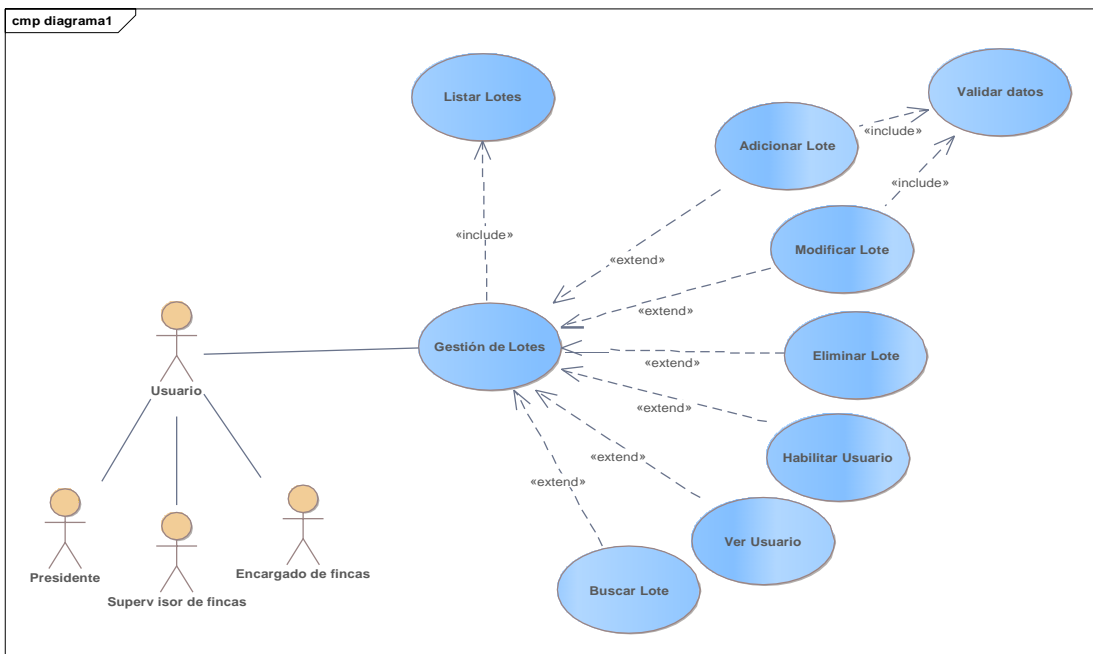 cmp diagrama1
Listar Lotes
Validar datos
Adicionar Lote
«include»
«include»
Modificar Lote
«include»
«extend»
«extend»
Gestión de Lotes
Eliminar Lote
«extend»
Usuario
«extend»
Habilitar Usuario
«extend»
«extend»
Ver Usuario
Presidente
Encargado de fincas
Buscar Lote
Superv isor de fincas